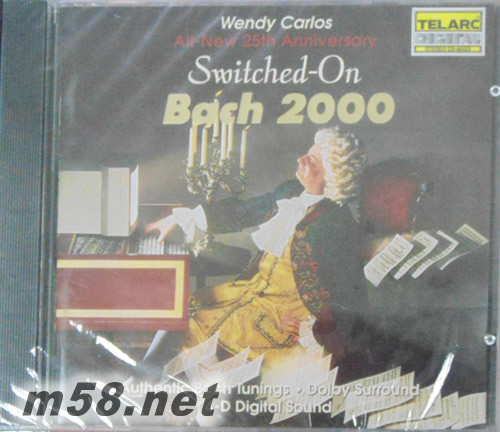 Wendy Carlos
All New 25th Anniversary
Switched-On
Bach 2000
TELARC
DIGITAL
Authentic Bach Tunings • Dolby Surround
-D Digital Sound
m58.net